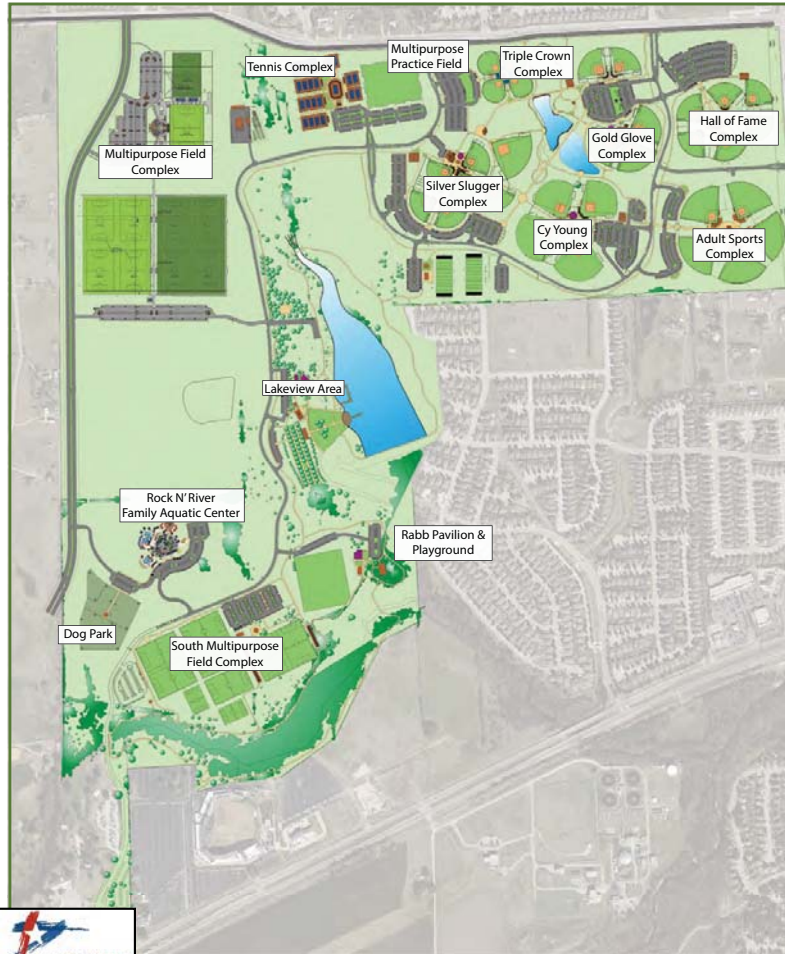 Tennis Complex
Multipurpose
Practice Field
Triple Crown
Complex
Hall of Fame
Complex
Gold Glove
Complex
Multipurpose Field
Complex
Silver Slugger
Complex
Cy Young
Complex
Adult Sports
Complex
Lakeview Area
Rock N' River
Family Aquatic Center
Rabb Pavilion &
Playground
Dog Park
South Multipurpose
Field Complex